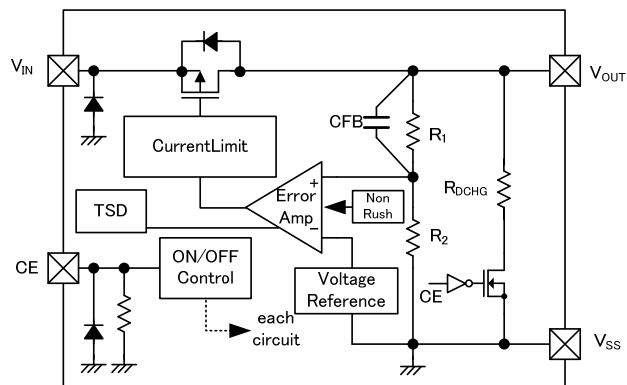 VIN
VOUT
CFB
R1
CurrentLimit
RDCHG
+
Error
Amp
−
Non
Rush
TSD
R2
CE
ON/OFF
Control
Voltage
Reference
CE
each
circuit
VSS